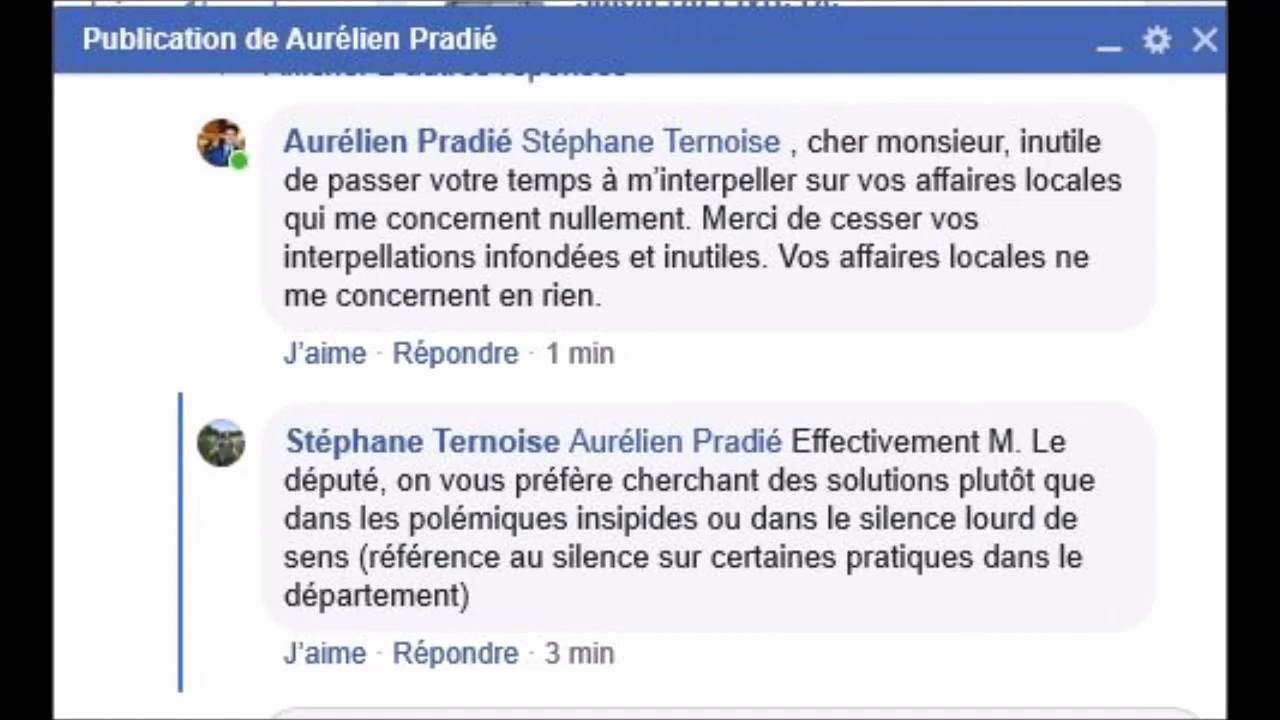 Publication de Aurélien Pradié
Aurélien Pradié Stéphane Ternoise , cher monsieur, inutile
de passer votre temps à m'interpeller sur vos affaires locales
qui me concernent nullement. Merci de cesser vos
interpellations infondées et inutiles. Vos affaires locales ne
me concernent en rien.
J'aime · Répondre · 1 min
Stéphane Ternoise Aurélien Pradié Effectivement M. Le
député, on vous préfère cherchant des solutions plutôt que
dans les polémiques insipides ou dans le silence lourd de
sens (référence au silence sur certaines pratiques dans le
département)
J'aime · Répondre · 3 min